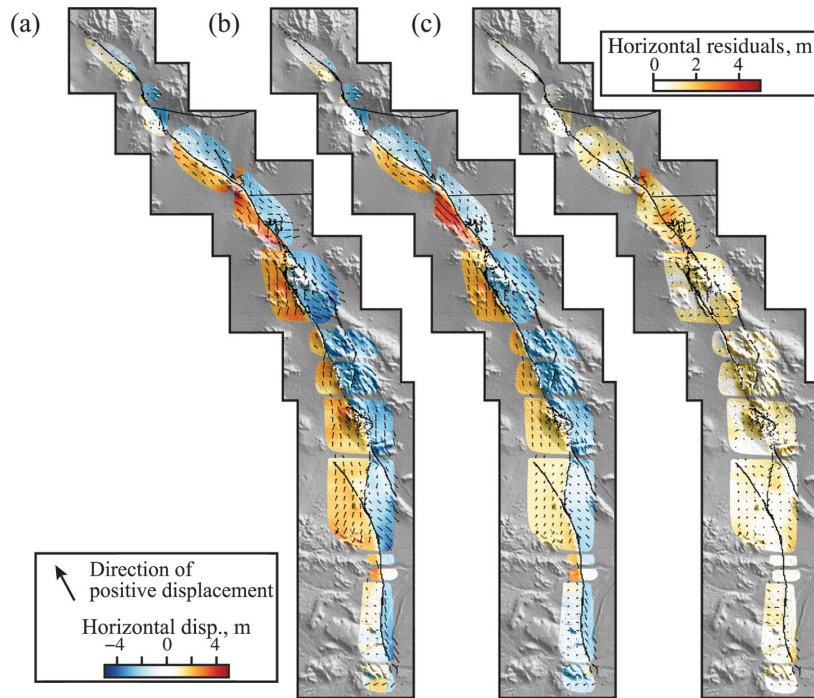 (a)
(b)
(c)
Horizontal residuals, m
0 2 4
Direction of
positive displacement
Horizontal disp., m
−4 0 4